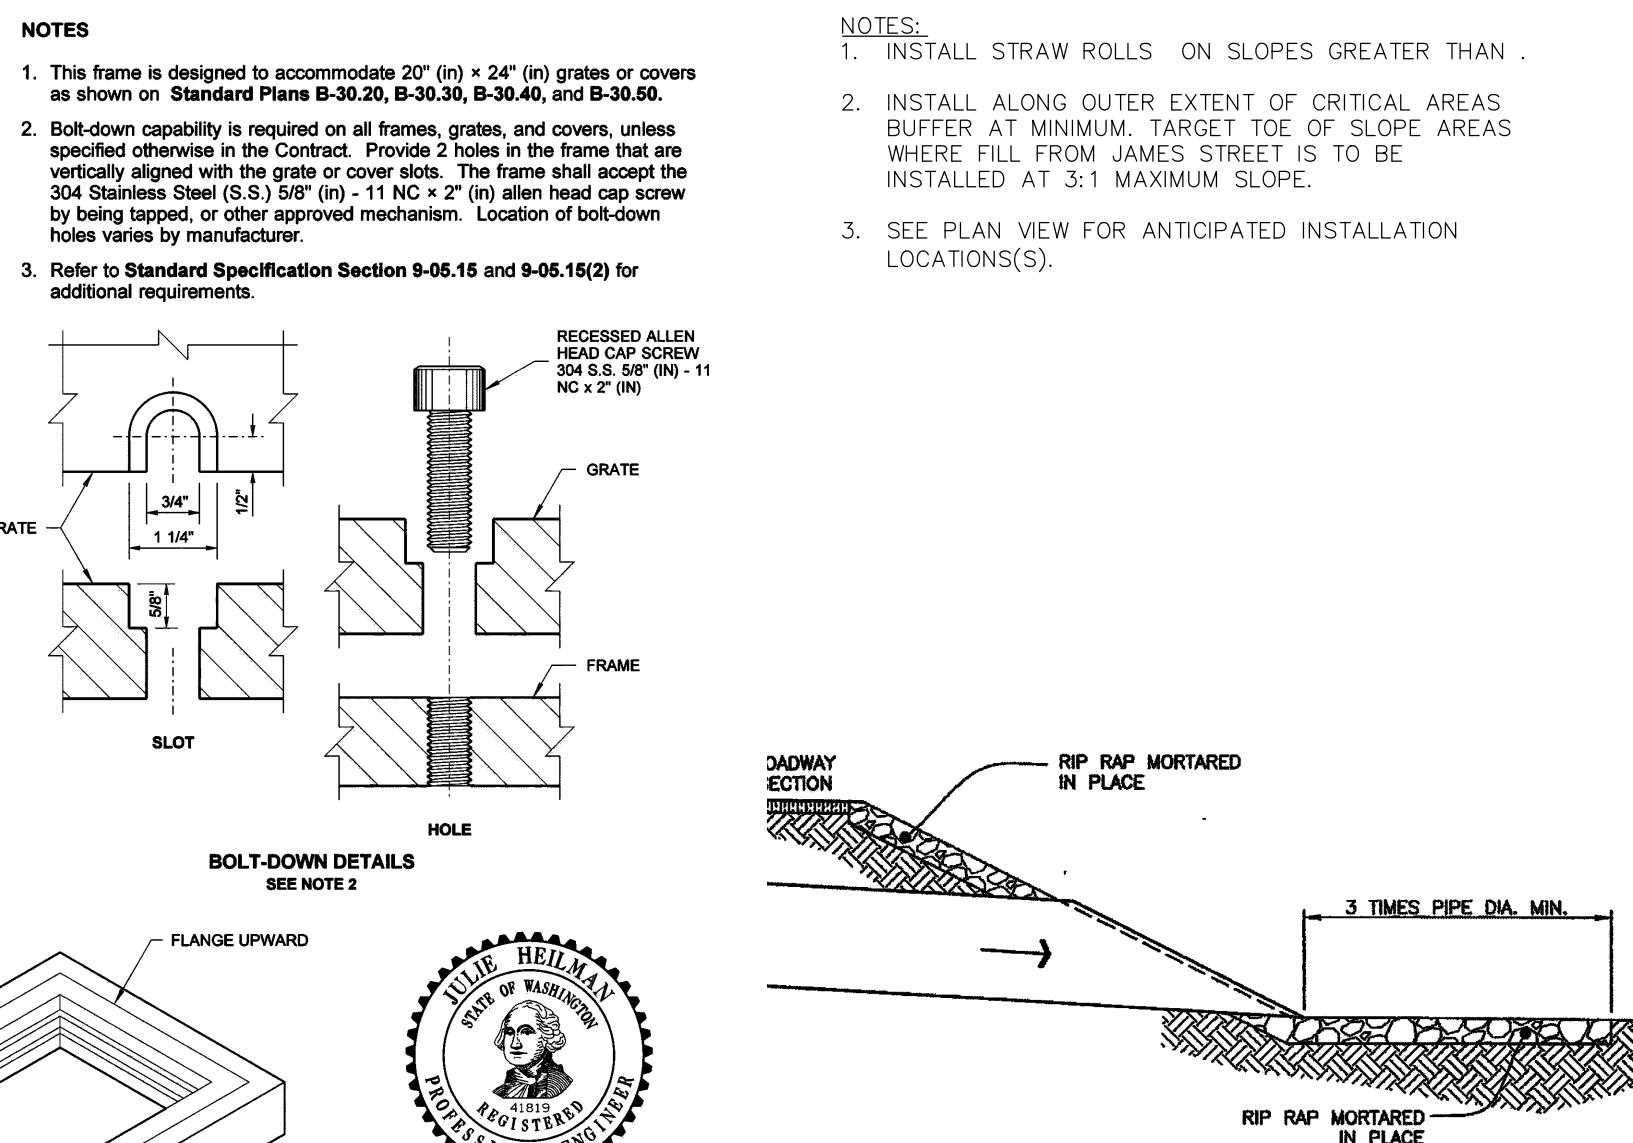 NOTES
1. This frame is designed to accommodate 20" (in) × 24" (in) grates or covers
as shown on Standard Plans B-30.20, B-30.30, B-30.40, and B-30.50.
2. Bolt-down capability is required on all frames, grates, and covers, unless
specified otherwise in the Contract. Provide 2 holes in the frame that are
vertically aligned with the grate or cover slots. The frame shall accept the
304 Stainless Steel (S.S.) 5/8" (in) - 11 NC × 2" (in) allen head cap screw
by being tapped, or other approved mechanism. Location of bolt-down
holes varies by manufacturer.
3. Refer to Standard Specification Section 9-05.15 and 9-05.15(2) for
additional requirements.
RECESSED ALLEN
HEAD CAP SCREW
304 S.S. 5/8" (IN) - 11
NC x 2" (IN)
GRATE
3/4"
1/2"
RATE
1 1/4"
5/8"
FRAME
SLOT
HOLE
BOLT-DOWN DETAILS
SEE NOTE 2
FLANGE UPWARD
JULIE HEILMAN
STATE OF WASHINGTON
41819
REGISTERED
PROFESS ENGINEER
NOTES:
1. INSTALL STRAW ROLLS ON SLOPES GREATER THAN .
2. INSTALL ALONG OUTER EXTENT OF CRITICAL AREAS
BUFFER AT MINIMUM. TARGET TOE OF SLOPE AREAS
WHERE FILL FROM JAMES STREET IS TO BE
INSTALLED AT 3:1 MAXIMUM SLOPE.
3. SEE PLAN VIEW FOR ANTICIPATED INSTALLATION
LOCATIONS(S).
OADWAY
ECTION
RIP RAP MORTARED
IN PLACE
3 TIMES PIPE DIA. MIN.
RIP RAP MORTARED
IN PLACE